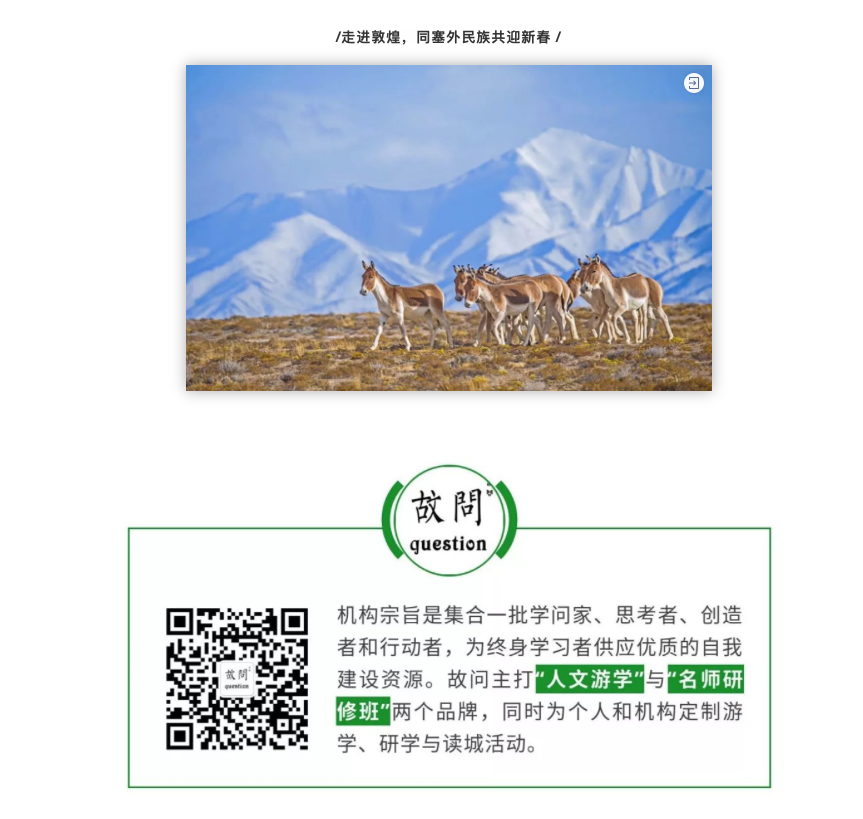 /走进敦煌，同塞外民族共迎新春 /
故問
question
机构宗旨是集合一批学问家、思考者、创造
者和行动者，为终身学习者供应优质的自我
建设资源。故问主打“人文游学”与“名师研
修班”两个品牌，同时为个人和机构定制游
学、研学与读城活动。
故問
question